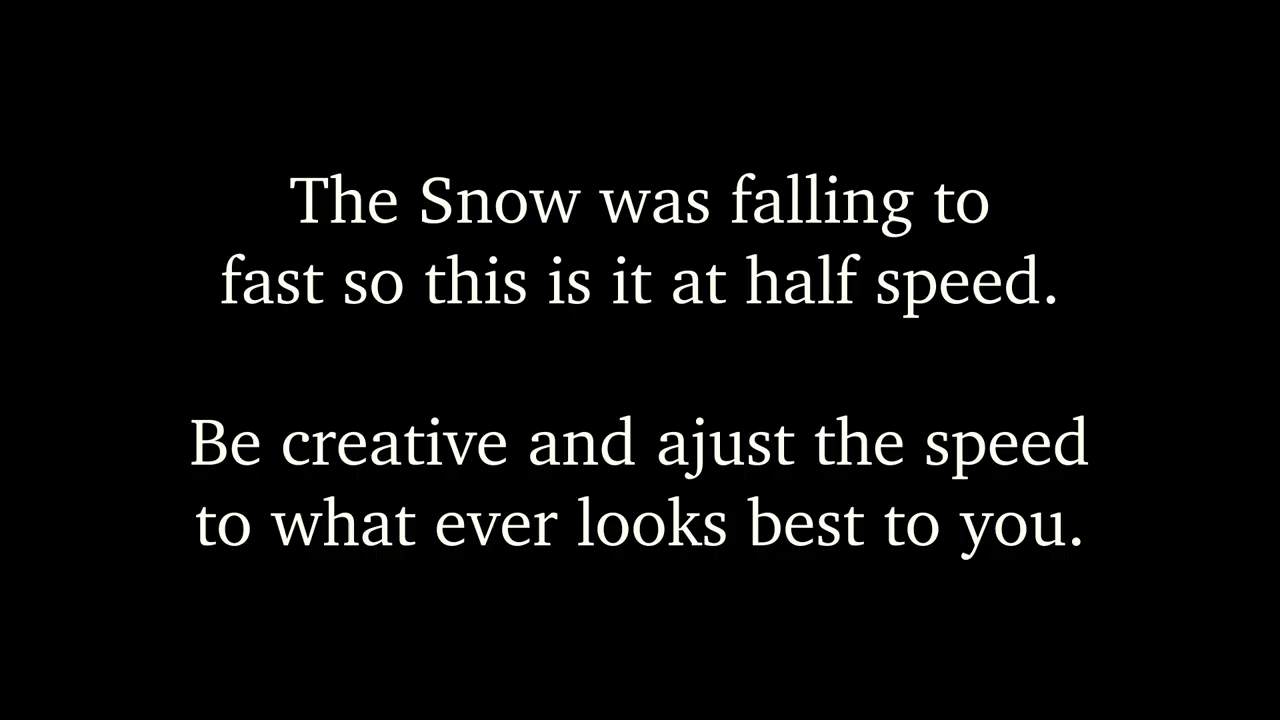 The Snow was falling to
fast so this is it at half speed.
Be creative and ajust the speed
to what ever looks best to you.